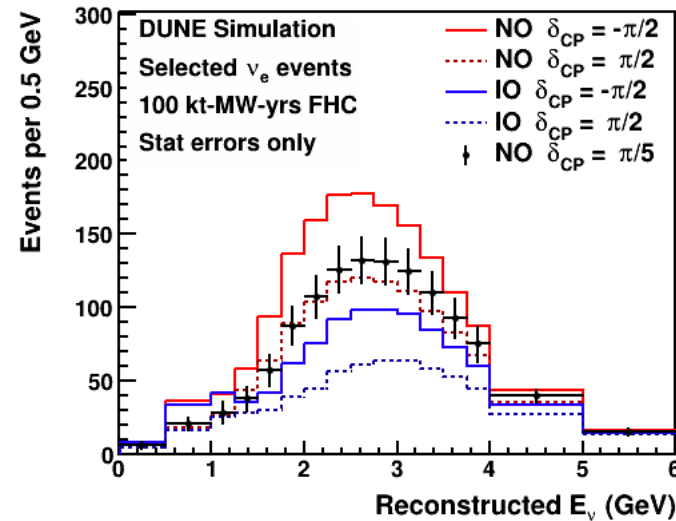 DUNE Simulation
Selected νe events
100 kt-MW-yrs FHC
Stat errors only
NO δCP = -π/2
NO δCP = π/2
IO δCP = -π/2
IO δCP = π/2
NO δCP = π/5
Events per 0.5 GeV
300
250
200
150
100
50
0
0 1 2 3 4 5 6
Reconstructed Eν (GeV)